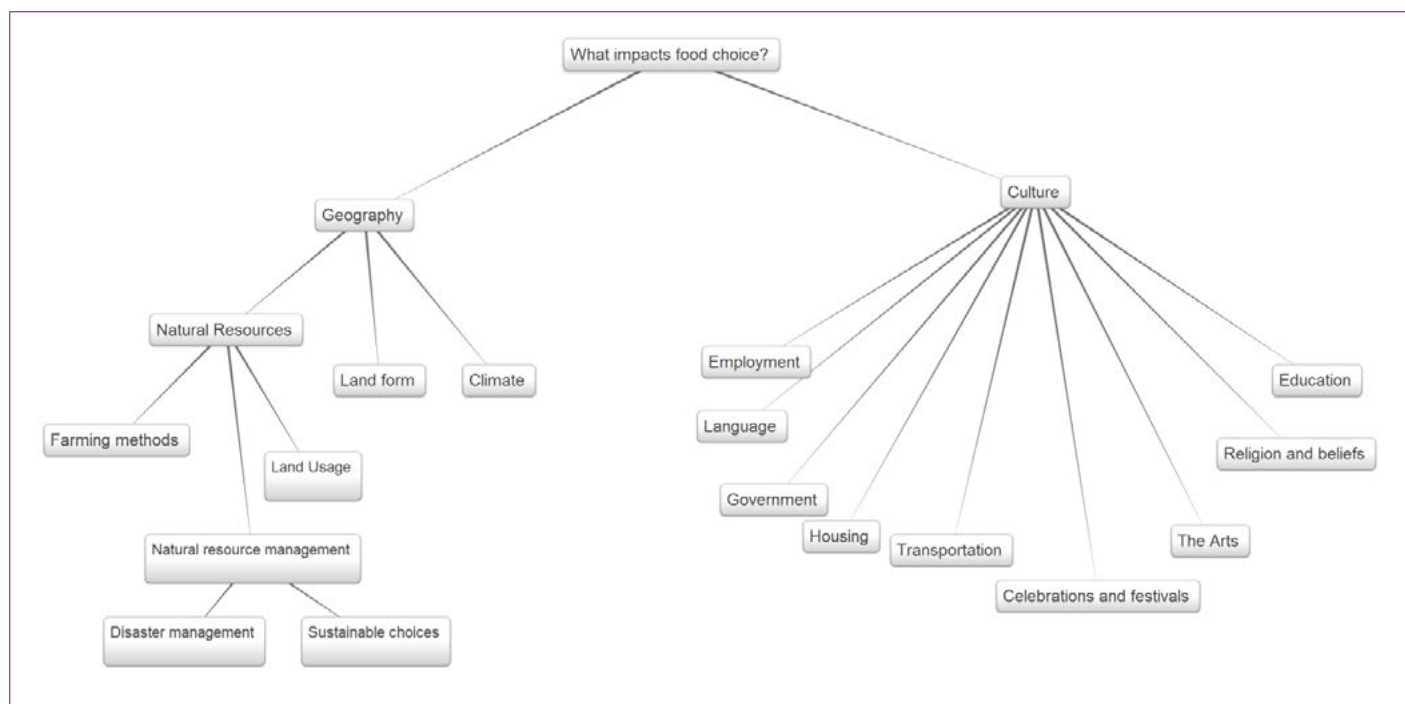 What impacts food choice?
Culture
Geography
Natural Resources
Land form
Climate
Employment
Education
Language
Farming methods
Land Usage
Religion and beliefs
Government
Housing
The Arts
Transportation
Natural resource management
Celebrations and festivals
Disaster management
Sustainable choices